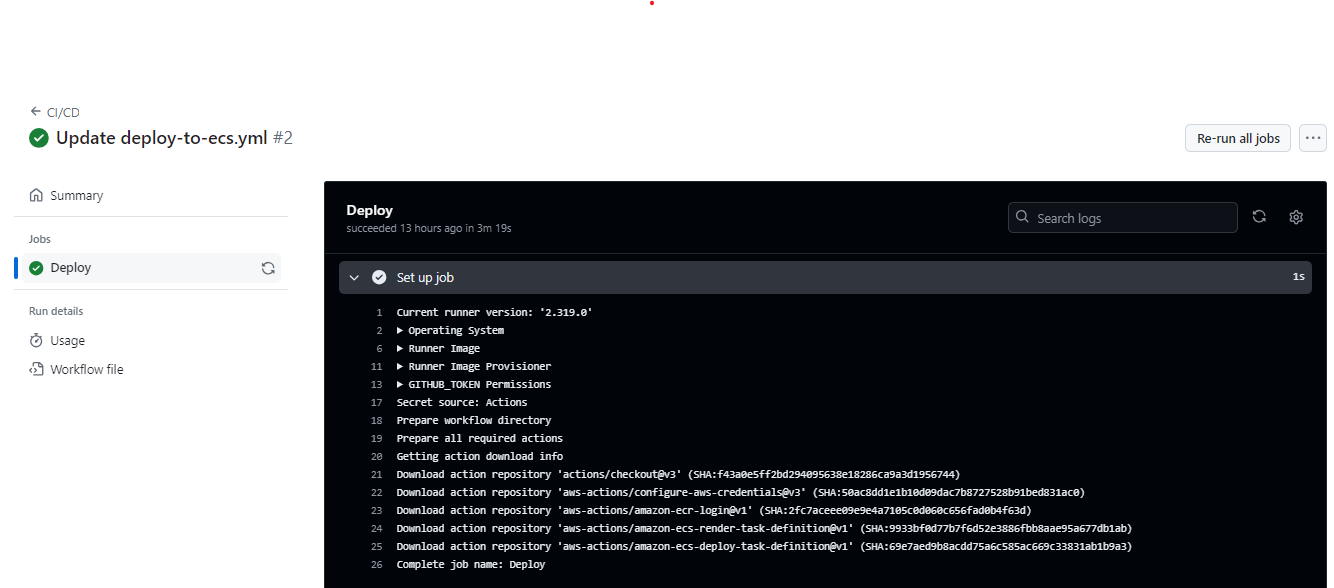 CI/CD
Update deploy-to-ecs.yml #2
Re-run all jobs
Summary
Jobs
Deploy
Run details
Usage
Workflow file
Deploy
succeeded 13 hours ago in 3m 19s
Search logs
Set up job
1s
1 Current runner version: '2.319.0'
2 Operating System
6 Runner Image
11 Runner Image Provisioner
13 GITHUB_TOKEN Permissions
17 Secret source: Actions
18 Prepare workflow directory
19 Prepare all required actions
20 Getting action download info
21 Download action repository 'actions/checkout@v3' (SHA:f43a0e5ff2bd294095638e18286ca9a3d1956744)
22 Download action repository 'aws-actions/configure-aws-credentials@v3' (SHA:50ac8dd1e1b10d09dac7b8727528b91bed831ac0)
23 Download action repository 'aws-actions/amazon-ecr-login@v1' (SHA:2fc7aceee09e9e4a7105c0d060c656fad0b4f63d)
24 Download action repository 'aws-actions/amazon-ecs-render-task-definition@v1' (SHA:9933bf0d77b7f6d52e3886fbb8aae95a677db1ab)
25 Download action repository 'aws-actions/amazon-ecs-deploy-task-definition@v1' (SHA:69e7aed9b8acdd75a6c585ac669c33831ab1b9a3)
26 Complete job name: Deploy